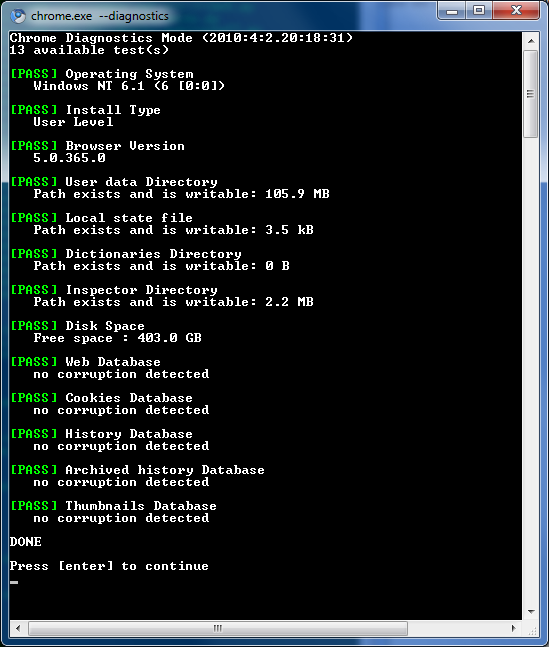 chrome.exe --diagnostics
Chrome Diagnostics Mode (2010:4:2.20:18:31)
13 available test(s)
[PASS] Operating System
Windows NT 6.1 (6 [0:0])
[PASS] Install Type
User Level
[PASS] Browser Version
5.0.365.0
[PASS] User data Directory
Path exists and is writable: 105.9 MB
[PASS] Local state file
Path exists and is writable: 3.5 kB
[PASS] Dictionaries Directory
Path exists and is writable: 0 B
[PASS] Inspector Directory
Path exists and is writable: 2.2 MB
[PASS] Disk Space
Free space : 403.0 GB
[PASS] Web Database
no corruption detected
[PASS] Cookies Database
no corruption detected
[PASS] History Database
no corruption detected
[PASS] Archived history Database
no corruption detected
[PASS] Thumbnails Database
no corruption detected
DONE
Press [enter] to continue